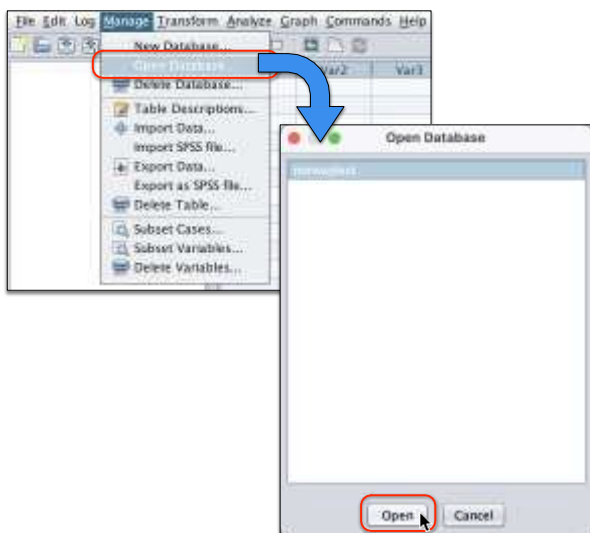 File Edit Log Manage Transform Analyze Graph Commands Help
New Database...
Open Database...
Var2 Var3
Delete Database...
Table Descriptions...
Import Data...
Import SPSS file...
Export Data...
Export as SPSS file...
Delete Table...
Subset Cases...
Subset Variables...
Delete Variables...
Open Database
Open Cancel